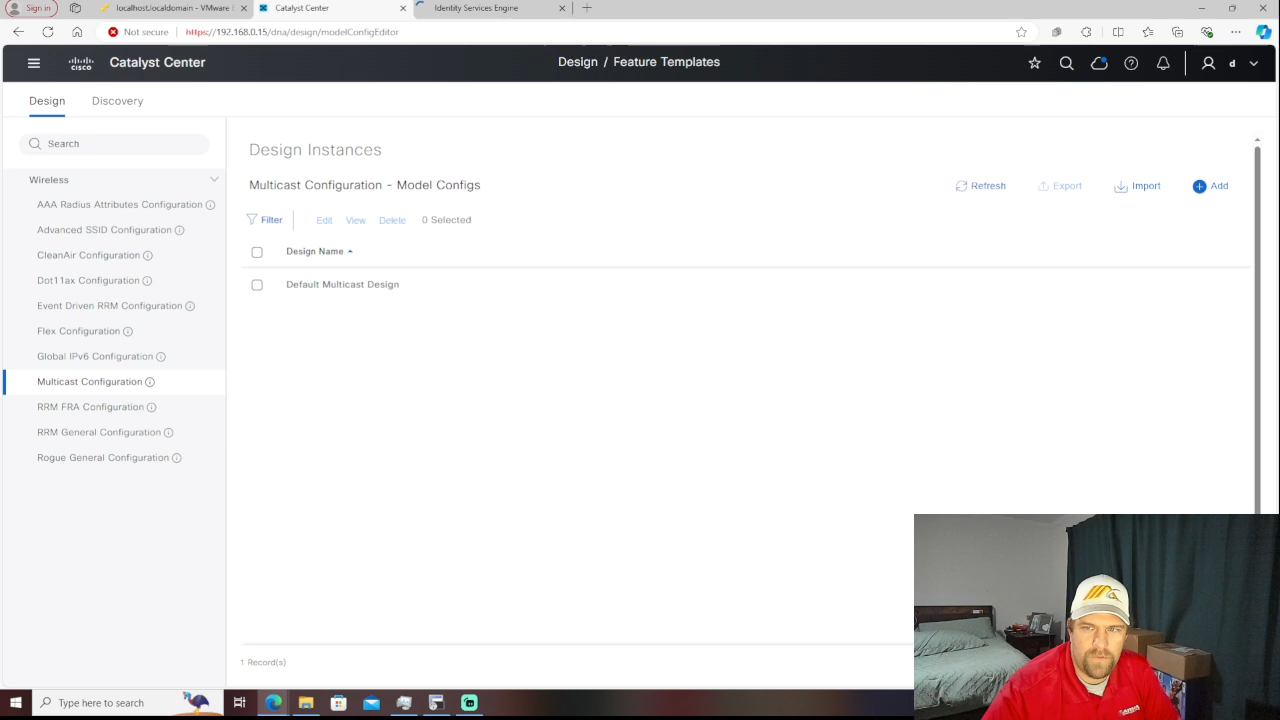 Sign in
localhost.localdomain - VMware
Catalyst Center
Identity Services Engine
Not secure
https://192.168.0.15/dna/design/modelConfigEditor
CISCO
Catalyst Center
Design / Feature Templates
d
Design
Discovery
Search
Wireless
AAA Radius Attributes Configuration
Advanced SSID Configuration
CleanAir Configuration
Dot11ax Configuration
Event Driven RRM Configuration
Flex Configuration
Global IPv6 Configuration
Multicast Configuration
RRM FRA Configuration
RRM General Configuration
Rogue General Configuration
Design Instances
Multicast Configuration - Model Configs
Refresh
Export
Import
Add
Filter
Edit
View
Delete
0 Selected
Design Name
Default Multicast Design
1 Record(s)
Type here to search